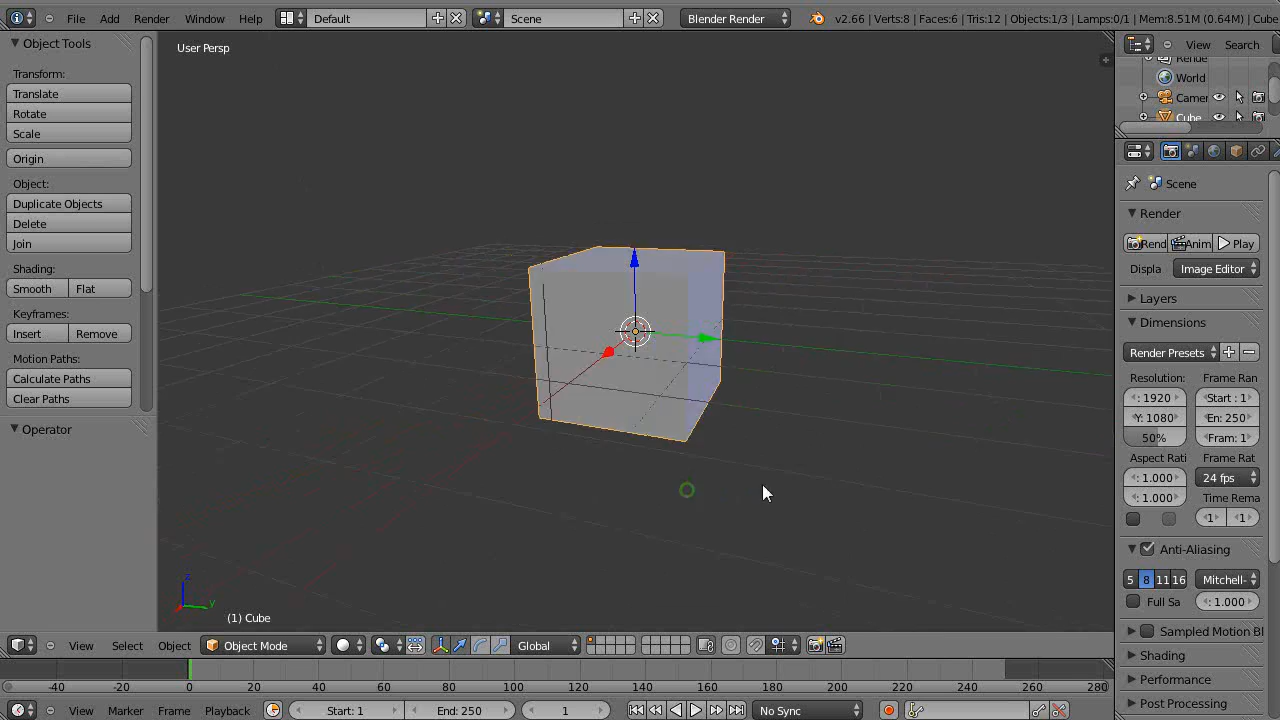 File Add Render Window Help Default Scene Blender Render v2.66 | Verts:8 | Faces:6 | Tris:12 | Objects:1/3 | Lamps:0/1 | Mem:8.51M (0.64M) | Cube
Object Tools
Transform:
Translate
Rotate
Scale
Origin
Object:
Duplicate Objects
Delete
Join
Shading:
Smooth Flat
Keyframes:
Insert Remove
Motion Paths:
Calculate Paths
Clear Paths
Operator
User Persp
z
y
(1) Cube
View Search
World
Camer
Cube
Scene
Render
Rend Anim Play
Displa Image Editor
Layers
Dimensions
Render Presets
Resolution: Frame Ran
: 1920 Start : 1
Y: 1080 En: 250
50% Fram: 1
Aspect Rati Frame Rat
: 1.000 24 fps
: 1.000 Time Rema
1 1
Anti-Aliasing
5 8 11 16 Mitchell-
Full Sa : 1.000
Sampled Motion Bl
Shading
Performance
Post Processing
View Select Object Object Mode Global
-40 -20 0 20 40 60 80 100 120 140 160 180 200 220 240 260 280
View Marker Frame Playback Start: 1 End: 250 1 No Sync